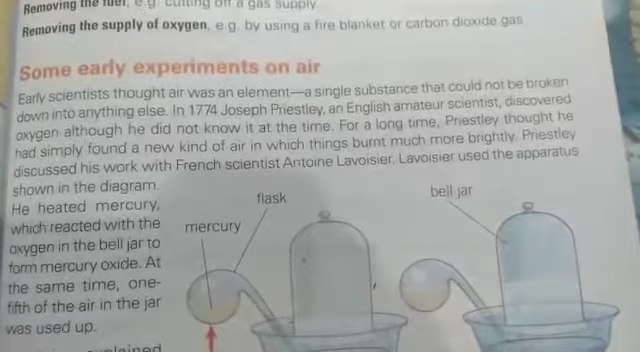 Removing the fuel, e.g. cutting off a gas supply
Removing the supply of oxygen, e.g. by using a fire blanket or carbon dioxide gas
Some early experiments on air
Early scientists thought air was an element—a single substance that could not be broken
down into anything else. In 1774 Joseph Priestley, an English amateur scientist, discovered
oxygen although he did not know it at the time. For a long time, Priestley thought he
had simply found a new kind of air in which things burnt much more brightly. Priestley
discussed his work with French scientist Antoine Lavoisier. Lavoisier used the apparatus
shown in the diagram.
He heated mercury,
which reacted with the
oxygen in the bell jar to
form mercury oxide. At
the same time, one-
fifth of the air in the jar
was used up.
mercury
flask
bell jar